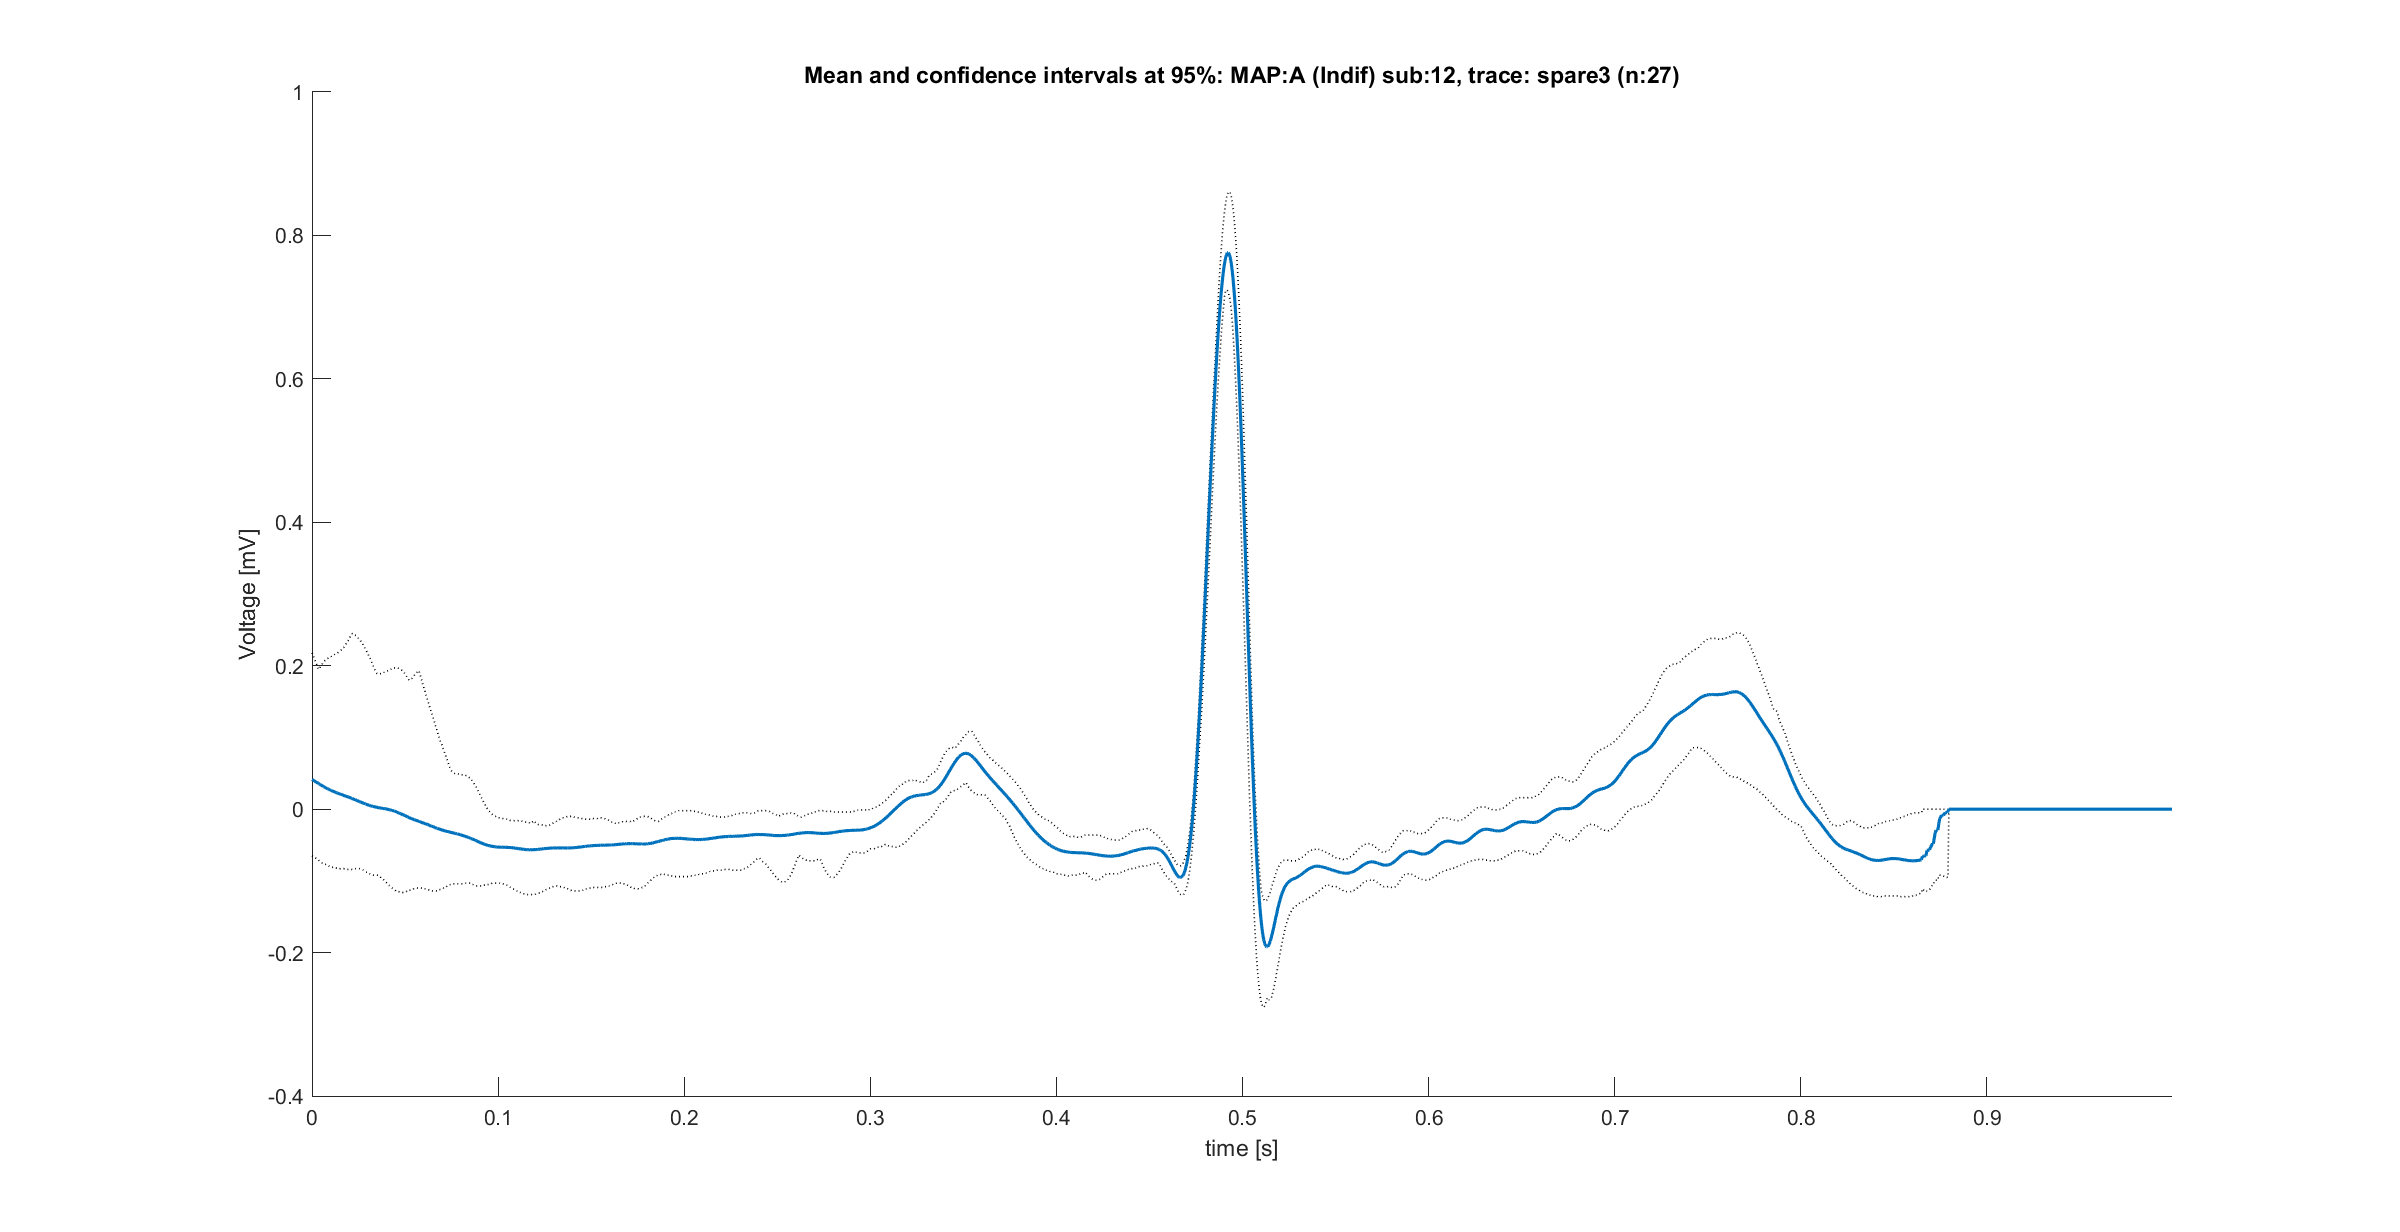 Mean and confidence intervals at 95%: MAP:A (Indif) sub:12, trace: spare3 (n:27)
1
0.8
0.6
0.4
0.2
0
-0.2
-0.4
Voltage [mV]
0 0.1 0.2 0.3 0.4 0.5 0.6 0.7 0.8 0.9
time [s]